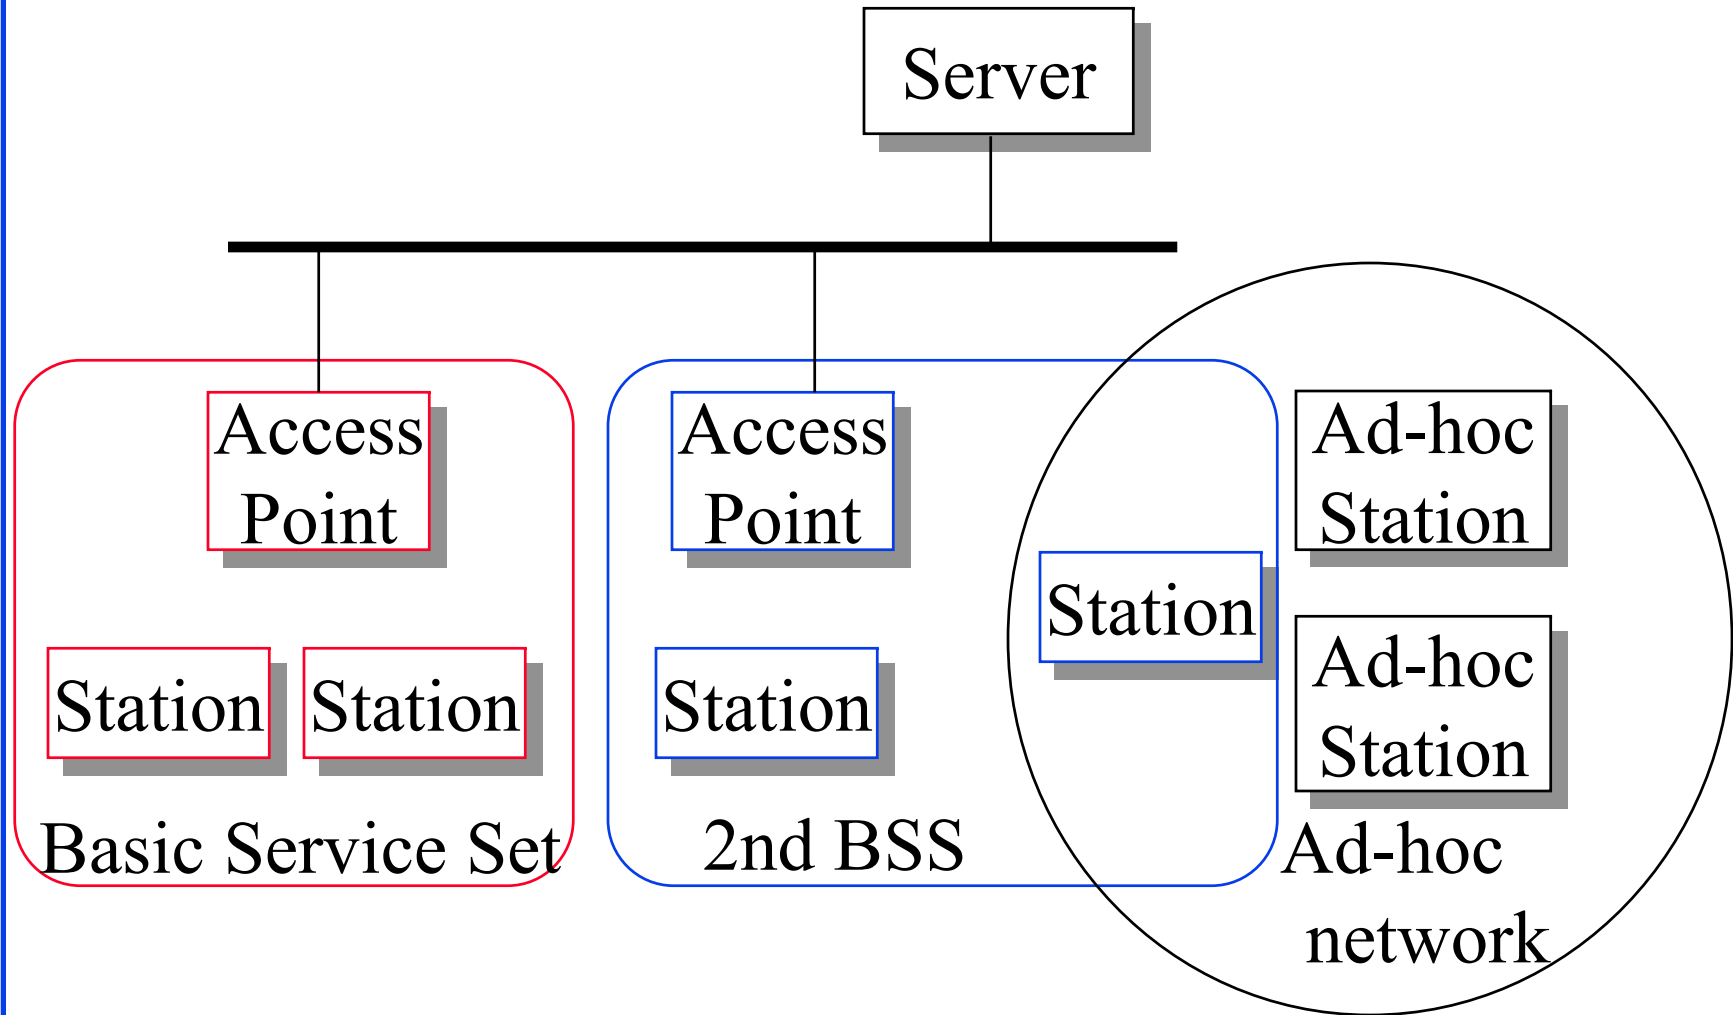 Server
Access
Point
Access
Point
Ad-hoc
Station
Station
Ad-hoc
Station
Station
Station
Station
Basic Service Set
2nd BSS
Ad-hoc
network